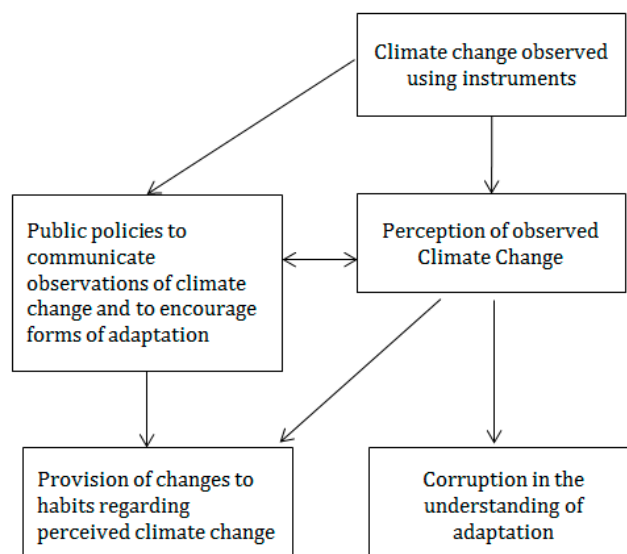 Climate change observed
using instruments
Public policies to
communicate
observations of climate
change and to encourage
forms of adaptation
Perception of observed
Climate Change
Provision of changes to
habits regarding
perceived climate change
Corruption in the
understanding of
adaptation